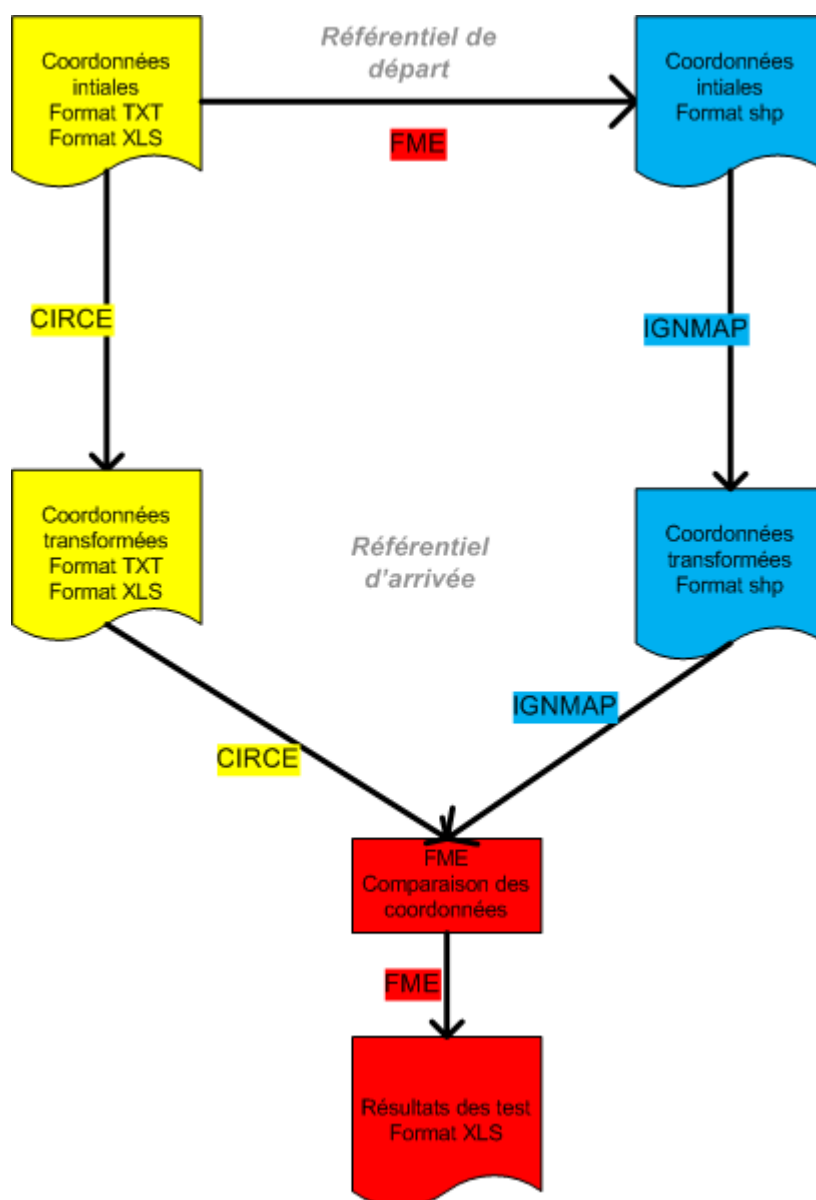 Référentiel de
départ
Coordonnées
intiales
Format TXT
Format XLS
Coordonnées
intiales
Format shp
FME
CIRCE
IGNMAP
Coordonnées
transformées
Format TXT
Format XLS
Référentiel
d'arrivée
Coordonnées
transformées
Format shp
IGNMAP
CIRCE
FME
Comparaison des
coordonnées
FME
Résultats des test
Format XLS